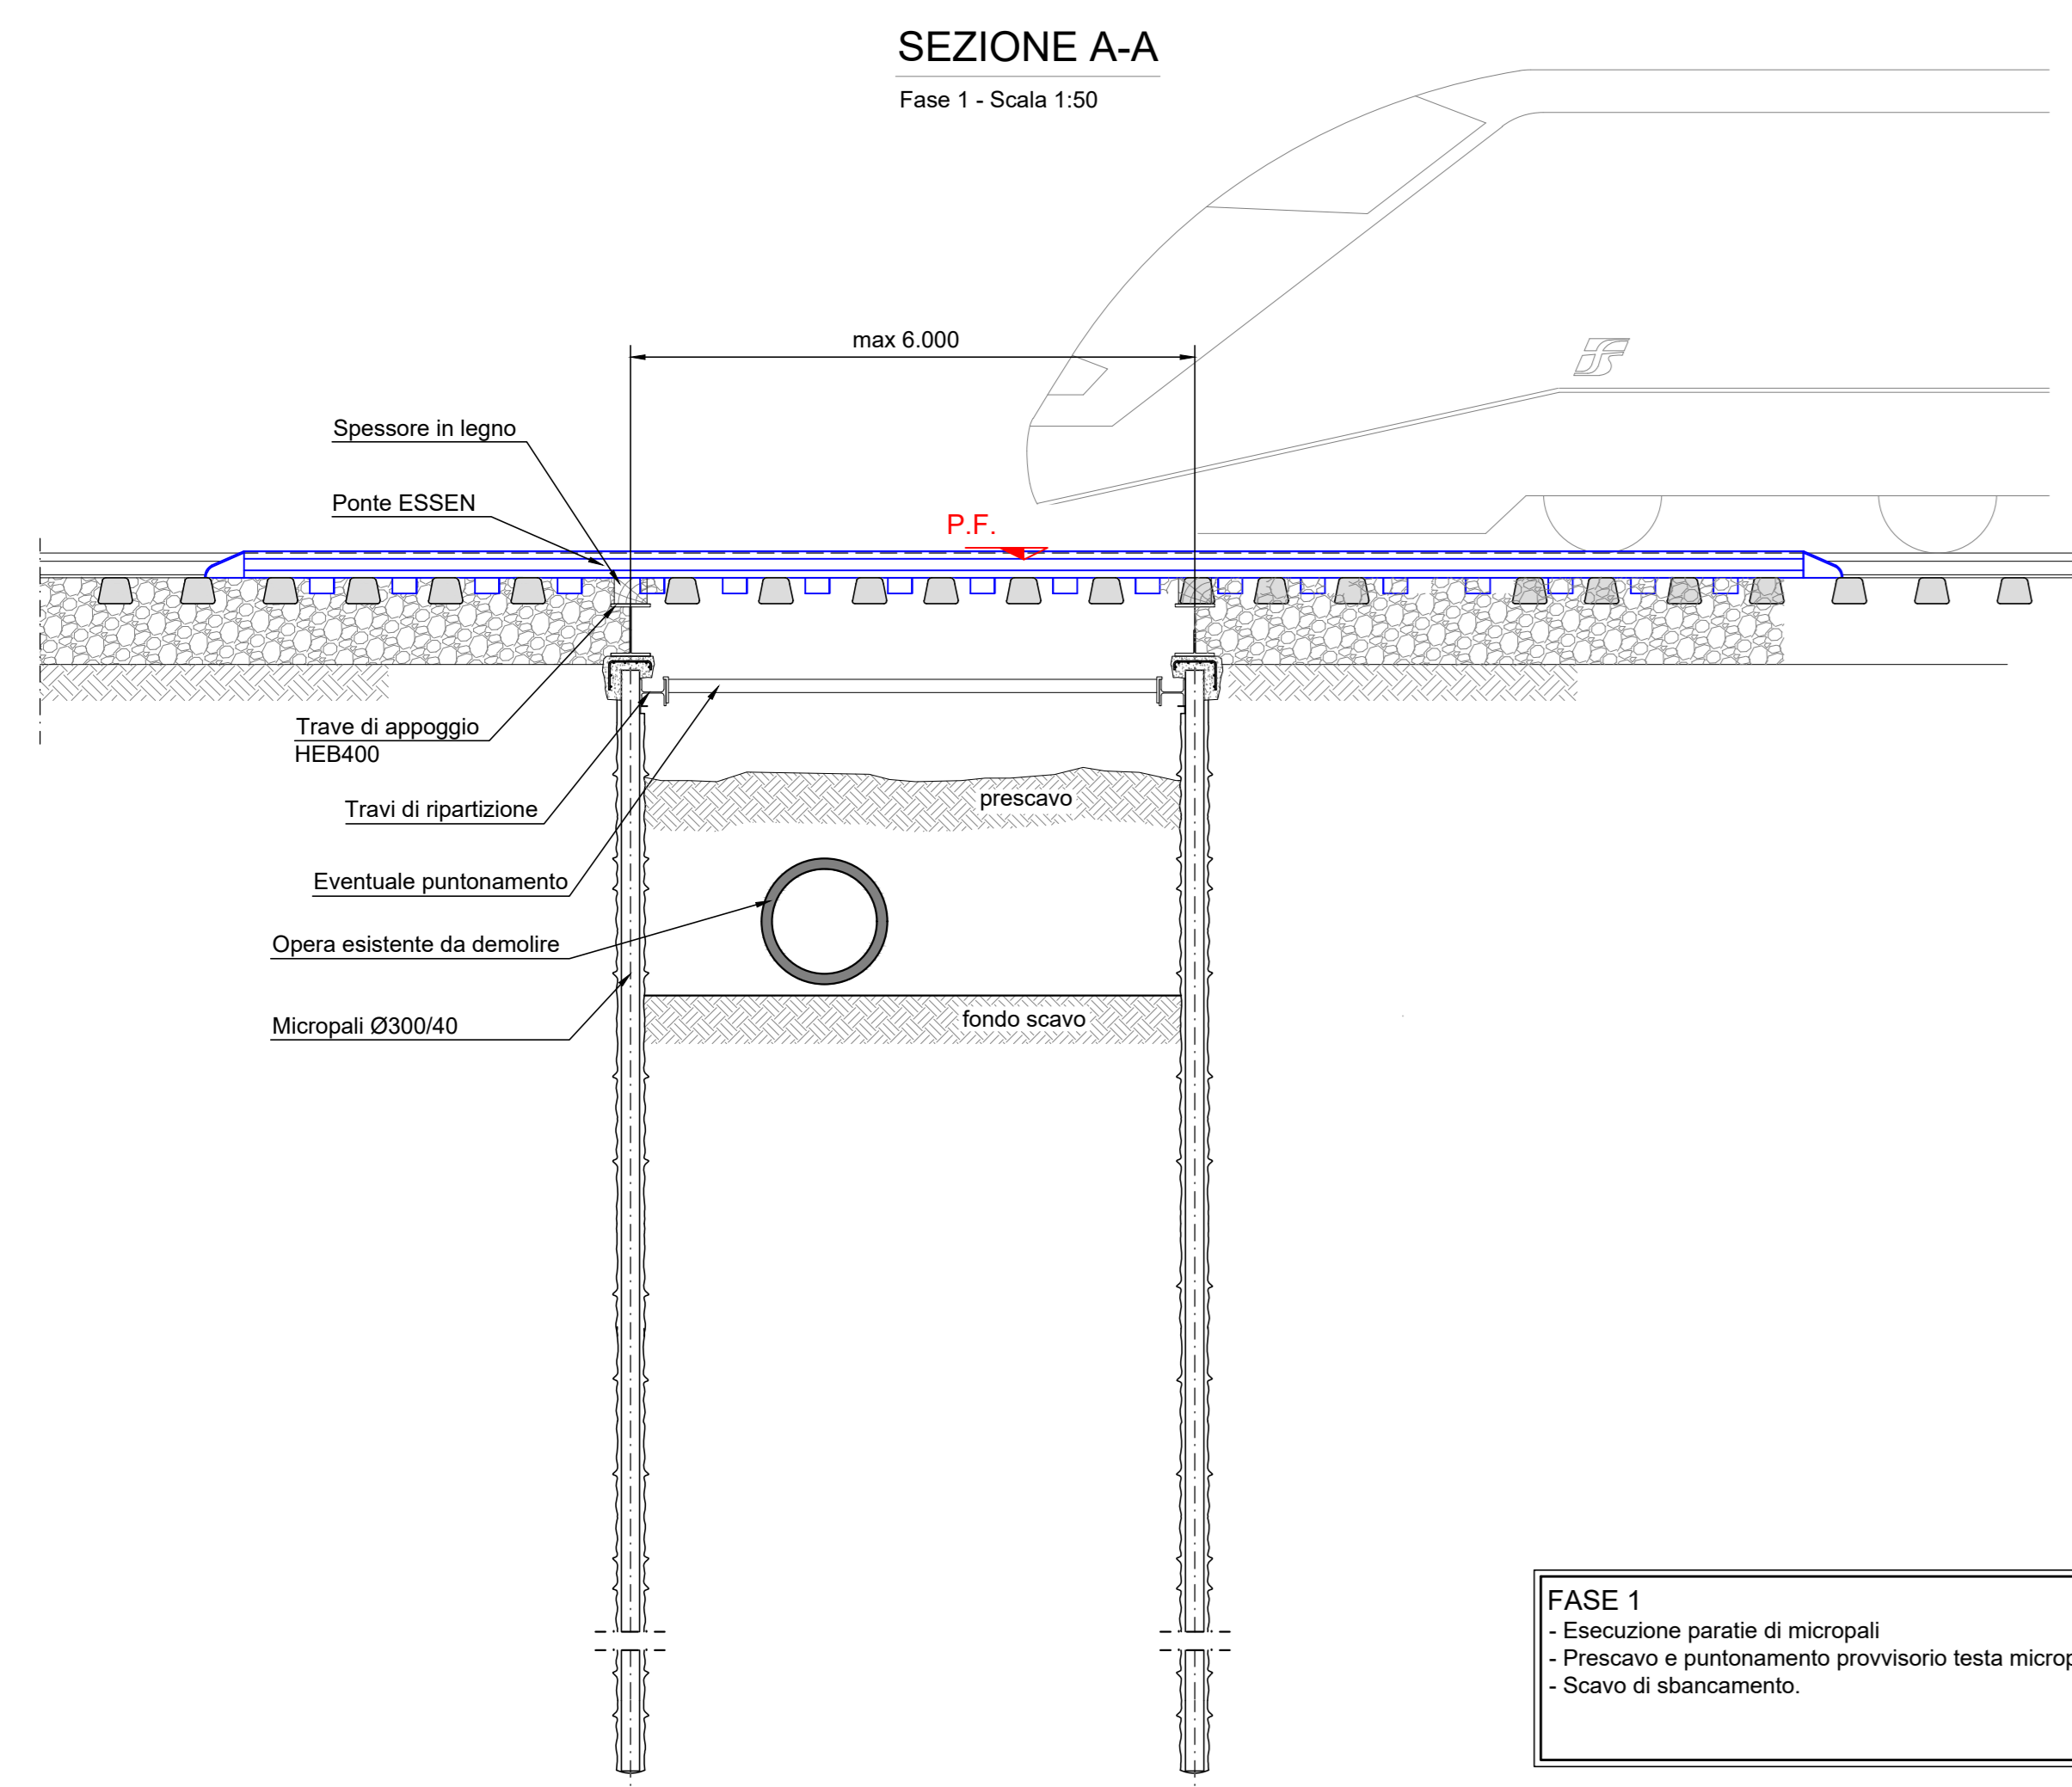 SEZIONE A-A
Fase 1 - Scala 1:50
max 6.000
Spessore in legno
Ponte ESSEN
P.F.
Trave di appoggio
HEB400
Travi di ripartizione
prescavo
Eventuale puntonamento
Opera esistente da demolire
fondo scavo
Micropali Ø300/40
FASE 1
- Esecuzione paratie di micropali
- Prescavo e puntonamento provvisorio testa microp
- Scavo di sbancamento.